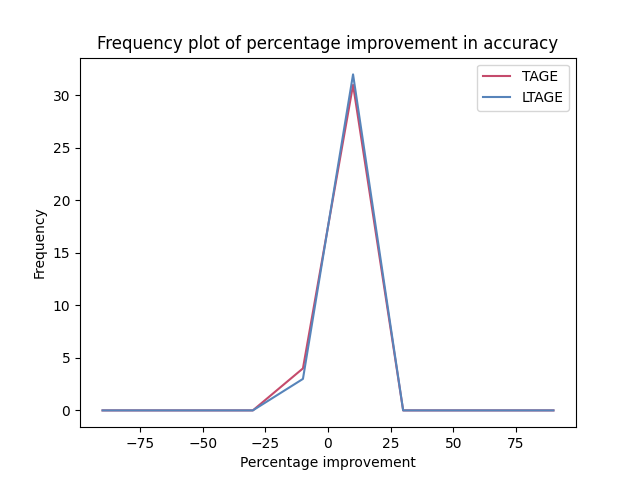 Frequency plot of percentage improvement in accuracy
TAGE
LTAGE
30
25
20
15
10
5
0
Frequency
−75
−50
−25
0
25
50
75
Percentage improvement